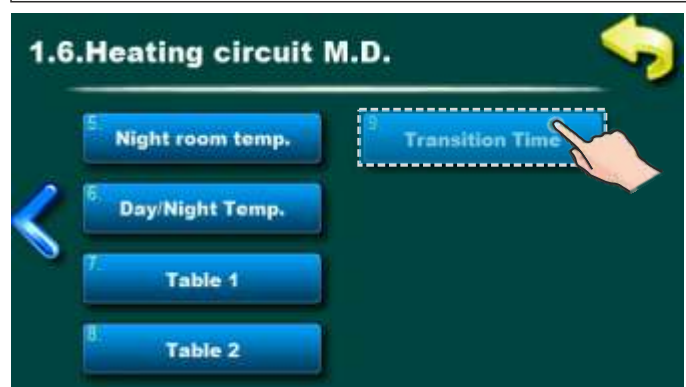 1.6.Heating circuit M.D.
5.
Night room temp.
6.
Day/Night Temp.
7.
Table 1
8.
Table 2
9
Transition Time